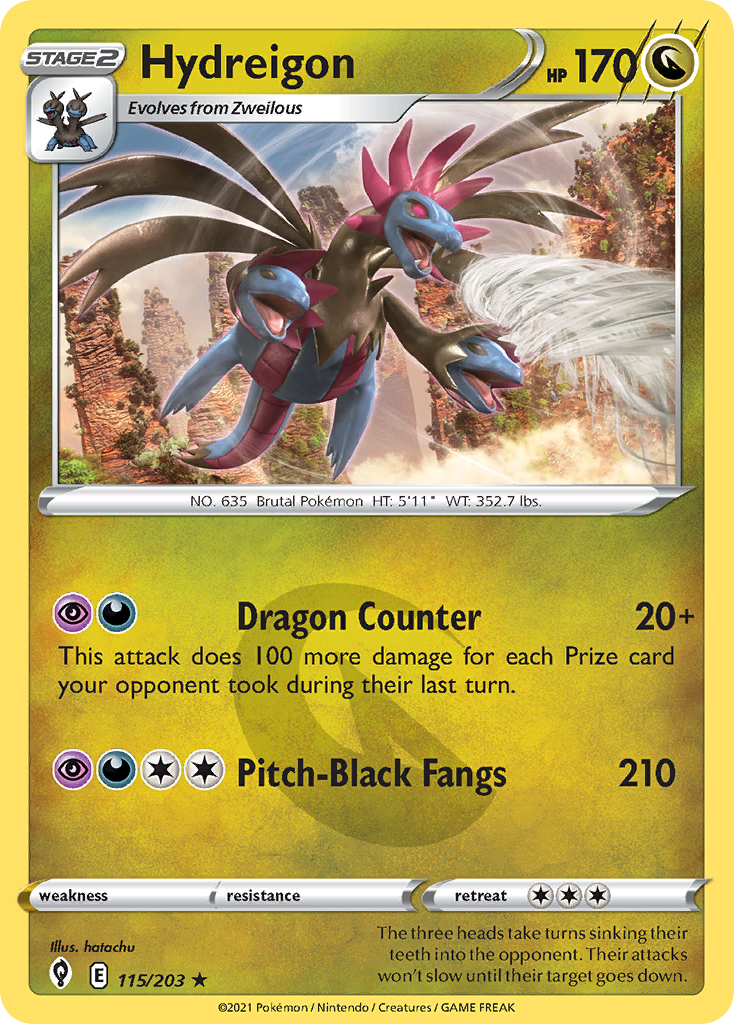 STAGE 2
Hydreigon
HP 170
Evolves from Zweilous
NO. 635 Brutal Pokémon HT: 5'11" WT: 352.7 lbs.
Dragon Counter 20+
This attack does 100 more damage for each Prize card
your opponent took during their last turn.
Pitch-Black Fangs 210
weakness resistance retreat
Illus. hatachu
The three heads take turns sinking their
teeth into the opponent. Their attacks
won't slow until their target goes down.
E 115/203 ★
©2021 Pokémon / Nintendo / Creatures / GAME FREAK